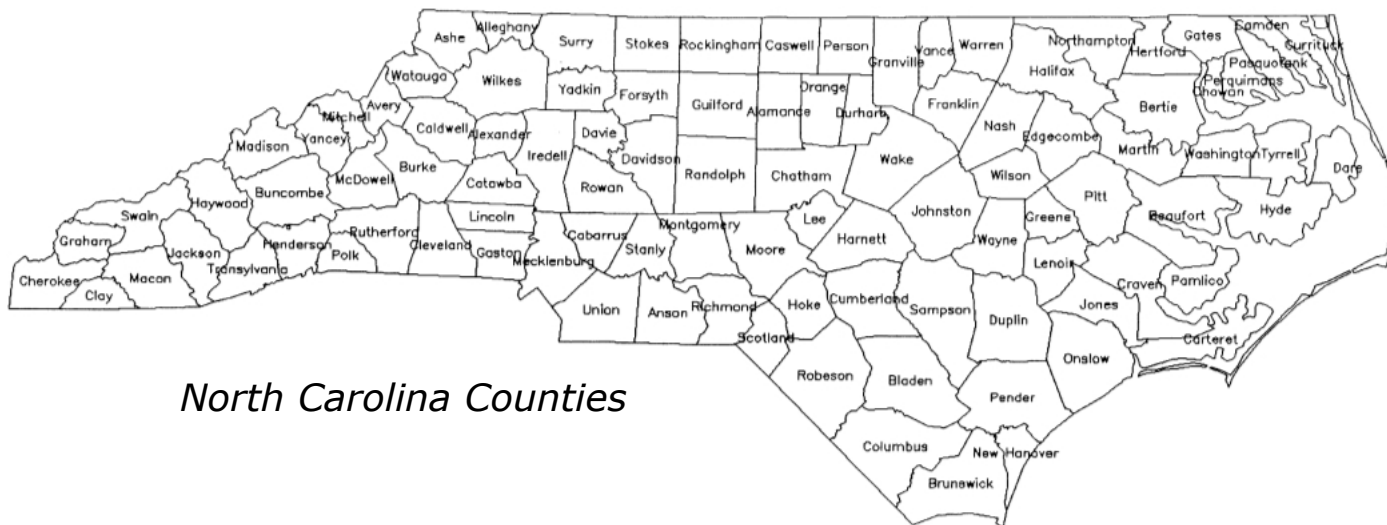 Ashe
Alleghany
Surry
Stokes
Rockingham
Caswell
Person
Granville
Vance
Warren
Northampton
Hertford
Gates
Camden
Currituck
Pasquotank
Perquimans
Chowan
Watauga
Wilkes
Yadkin
Forsyth
Guilford
Alamance
Orange
Durham
Franklin
Halifax
Bertie
Mitchell
Avery
Caldwell
Alexander
Iredell
Davie
Davidson
Nash
Edgecombe
Martin
Washington
Tyrrell
Dare
Madison
Yancey
Burke
McDowell
Buncombe
Haywood
Catawba
Rowan
Randolph
Chatham
Wake
Wilson
Pitt
Beaufort
Hyde
Swain
Graham
Cherokee
Clay
Macon
Jackson
Transylvania
Henderson
Polk
Rutherford
Cleveland
Lincoln
Gaston
Mecklenburg
Cabarrus
Stanly
Montgomery
Moore
Lee
Harnett
Johnston
Wayne
Greene
Lenoir
Craven
Pamlico
Jones
Carteret
Union
Anson
Richmond
Scotland
Hoke
Cumberland
Sampson
Duplin
Onslow
Robeson
Bladen
Pender
Columbus
New Hanover
Brunswick
North Carolina Counties